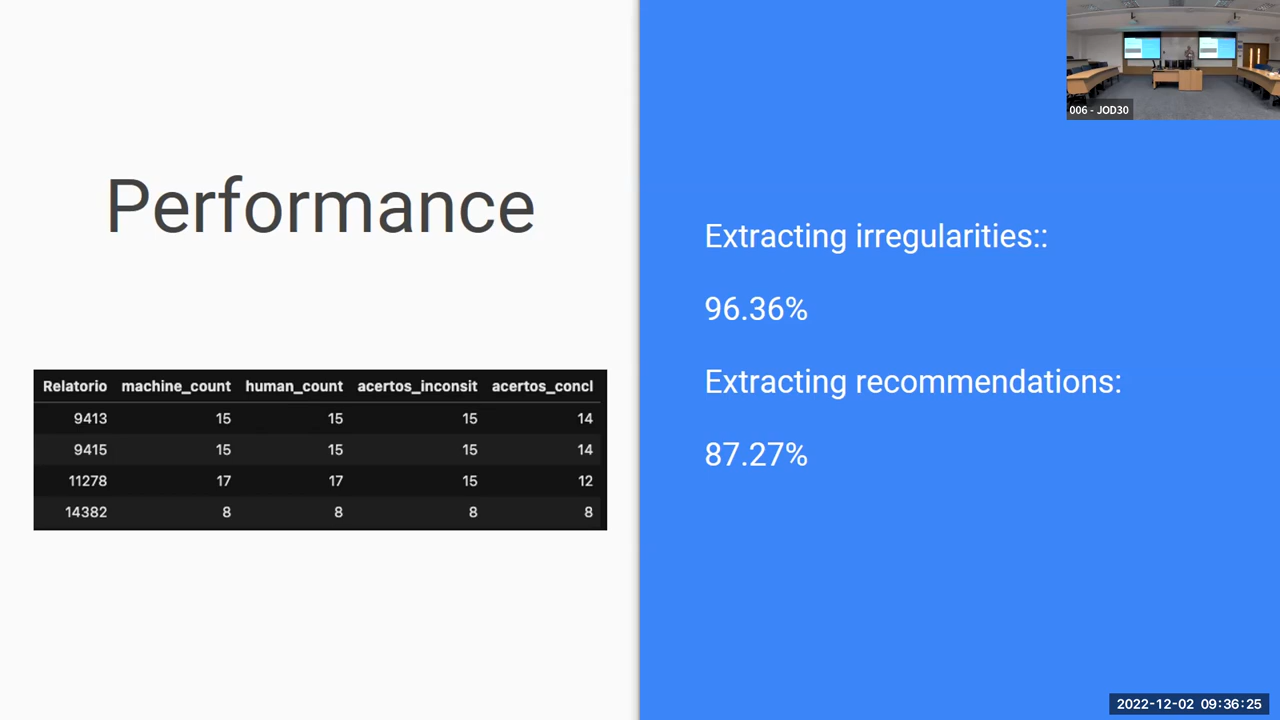 Performance
Relatorio machine_count human_count acertos_inconsit acertos_concl
9413 15 15 15 14
9415 15 15 15 14
11278 17 17 15 12
14382 8 8 8 8
Extracting irregularities::
96.36%
Extracting recommendations:
87.27%
006 - JOD30
2022-12-02 09:36:25